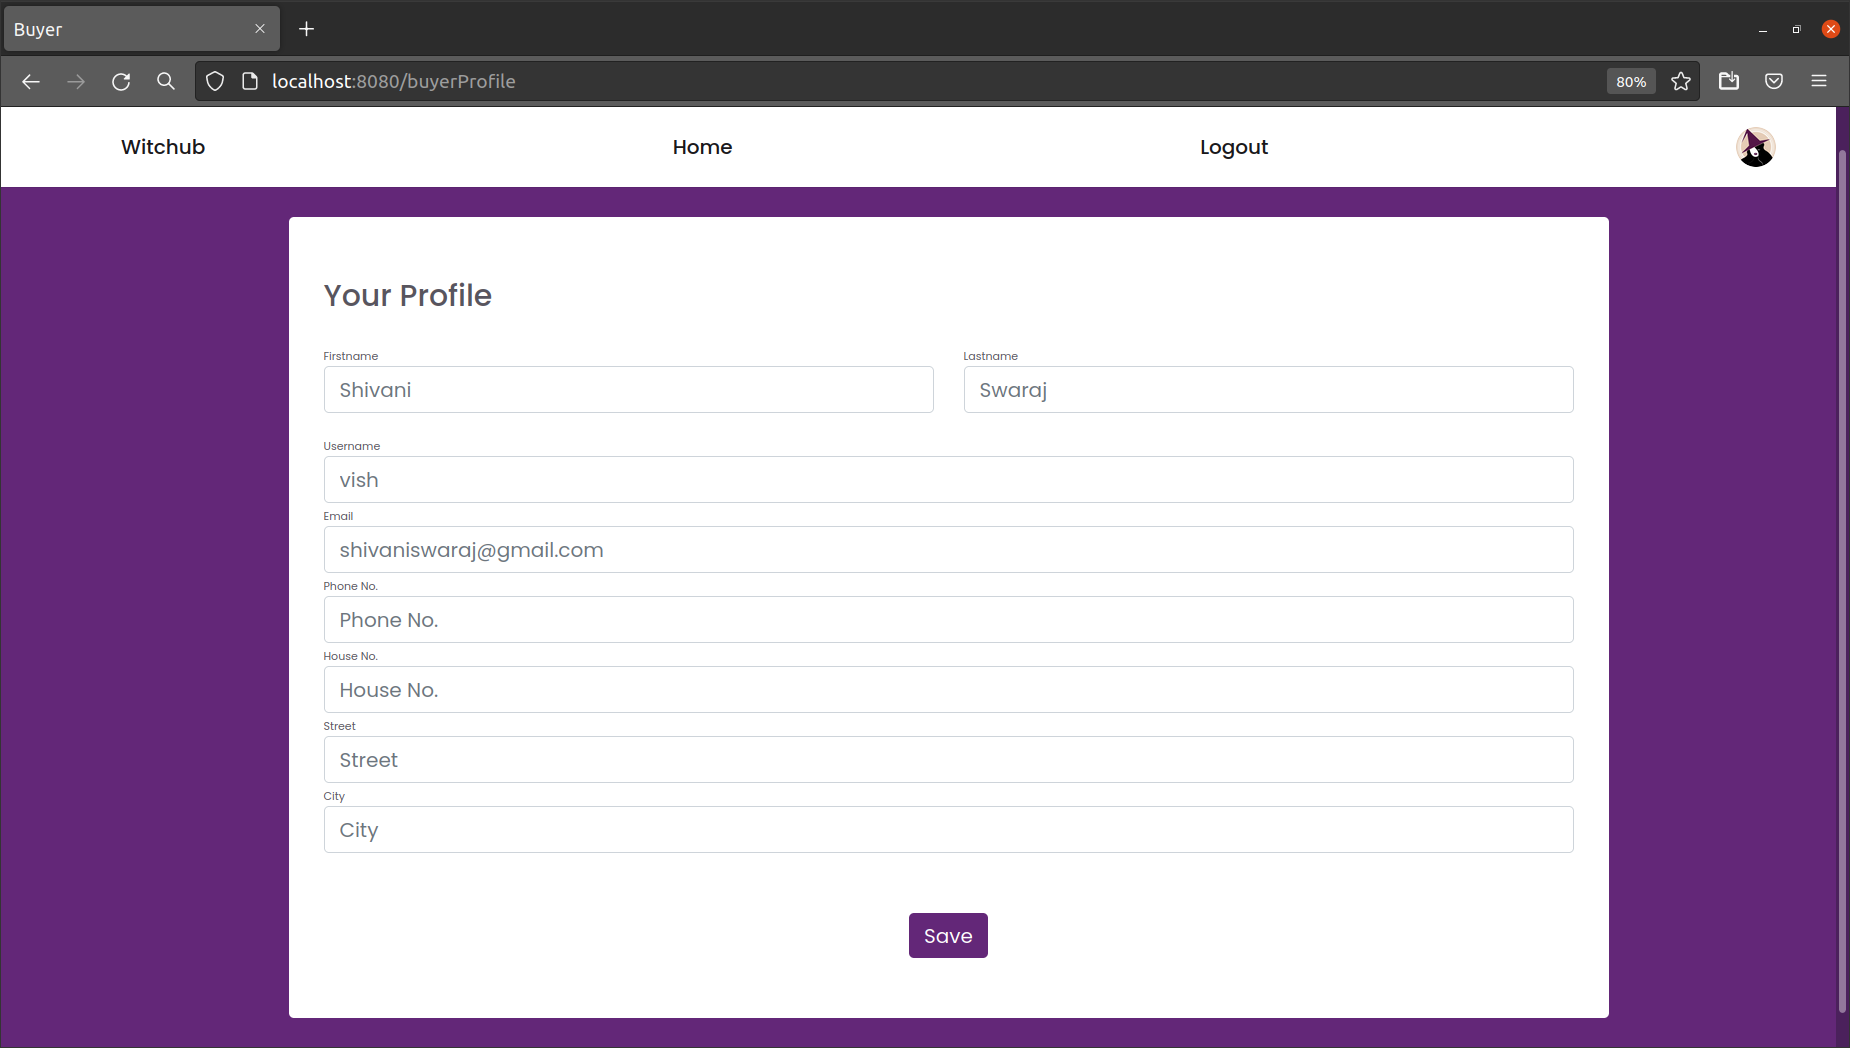 Buyer
localhost:8080/buyerProfile
80%
Witchub
Home
Logout
Your Profile
Firstname
Lastname
Shivani
Swaraj
Username
vish
Email
shivaniswaraj@gmail.com
Phone No.
Phone No.
House No.
House No.
Street
Street
City
City
Save